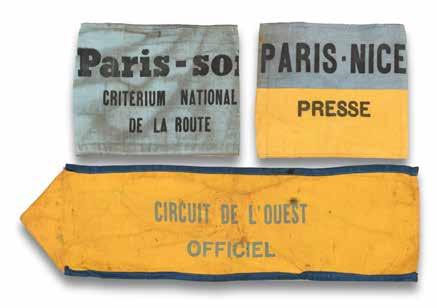 Paris-soi
CRITERIUM NATIONAL
DE LA ROUTE
PARIS-NICE
PRESSE
CIRCUIT DE L'OUEST
OFFICIEL